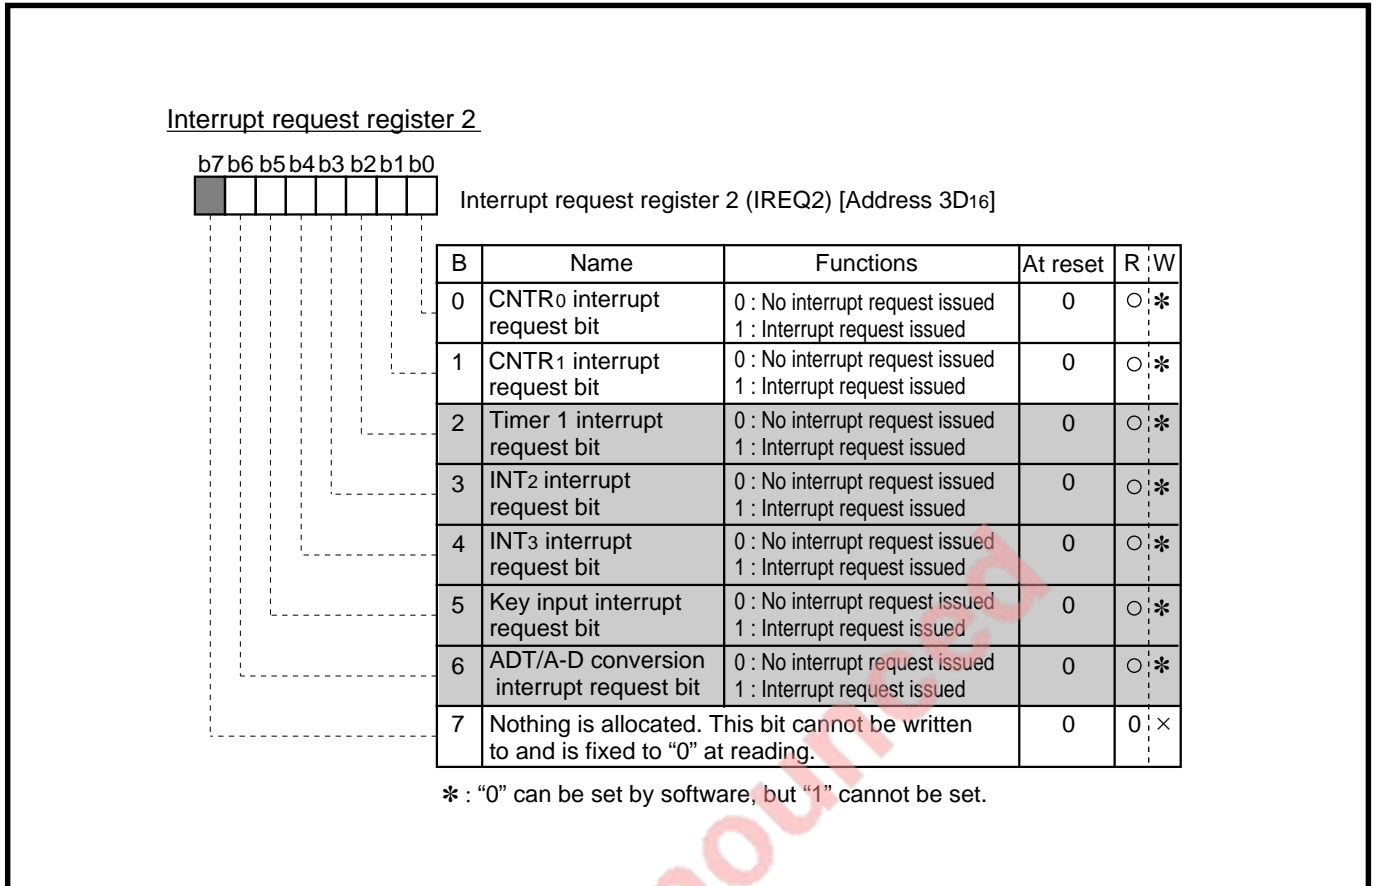 Interrupt request register 2
b7 b6 b5 b4 b3 b2 b1 b0
Interrupt request register 2 (IREQ2) [Address 3D16]
B Name Functions At reset R W
0 CNTR0 interrupt request bit 0 : No interrupt request issued 1 : Interrupt request issued 0 ○ ✻
1 CNTR1 interrupt request bit 0 : No interrupt request issued 1 : Interrupt request issued 0 ○ ✻
2 Timer 1 interrupt request bit 0 : No interrupt request issued 1 : Interrupt request issued 0 ○ ✻
3 INT2 interrupt request bit 0 : No interrupt request issued 1 : Interrupt request issued 0 ○ ✻
4 INT3 interrupt request bit 0 : No interrupt request issued 1 : Interrupt request issued 0 ○ ✻
5 Key input interrupt request bit 0 : No interrupt request issued 1 : Interrupt request issued 0 ○ ✻
6 ADT/A-D conversion interrupt request bit 0 : No interrupt request issued 1 : Interrupt request issued 0 ○ ✻
7 Nothing is allocated. This bit cannot be written to and is fixed to “0” at reading. 0 0 ×
✻ : “0” can be set by software, but “1” cannot be set.
ounced